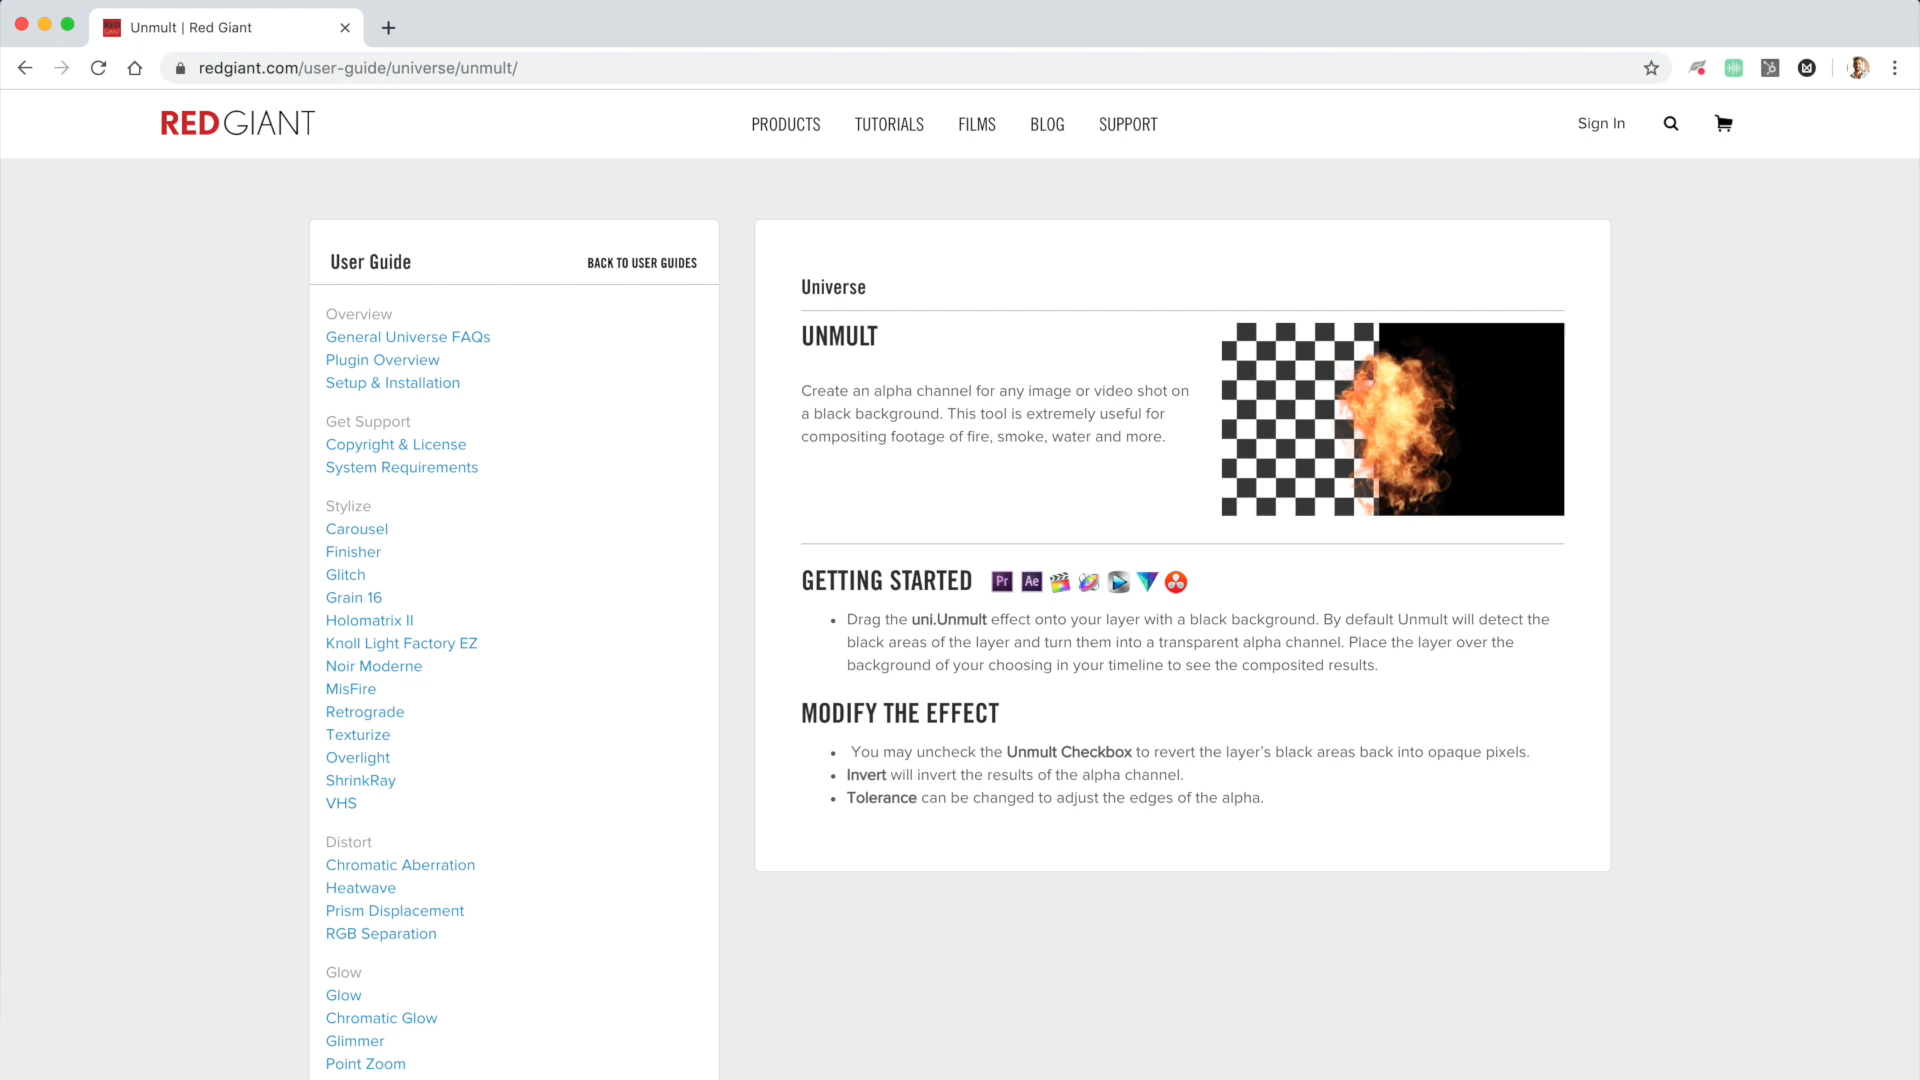 Unmult | Red Giant
redgiant.com/user-guide/universe/unmult/
RED GIANT
PRODUCTS TUTORIALS FILMS BLOG SUPPORT
Sign In
User Guide
BACK TO USER GUIDES
Overview
General Universe FAQs
Plugin Overview
Setup & Installation
Get Support
Copyright & License
System Requirements
Stylize
Carousel
Finisher
Glitch
Grain 16
Holomatrix II
Knoll Light Factory EZ
Noir Moderne
MisFire
Retrograde
Texturize
Overlight
ShrinkRay
VHS
Distort
Chromatic Aberration
Heatwave
Prism Displacement
RGB Separation
Glow
Glow
Chromatic Glow
Glimmer
Point Zoom
Universe
UNMULT
Create an alpha channel for any image or video shot on
a black background. This tool is extremely useful for
compositing footage of fire, smoke, water and more.
GETTING STARTED Pr Ae
• Drag the uni.Unmult effect onto your layer with a black background. By default Unmult will detect the
black areas of the layer and turn them into a transparent alpha channel. Place the layer over the
background of your choosing in your timeline to see the composited results.
MODIFY THE EFFECT
• You may uncheck the Unmult Checkbox to revert the layer's black areas back into opaque pixels.
• Invert will invert the results of the alpha channel.
• Tolerance can be changed to adjust the edges of the alpha.